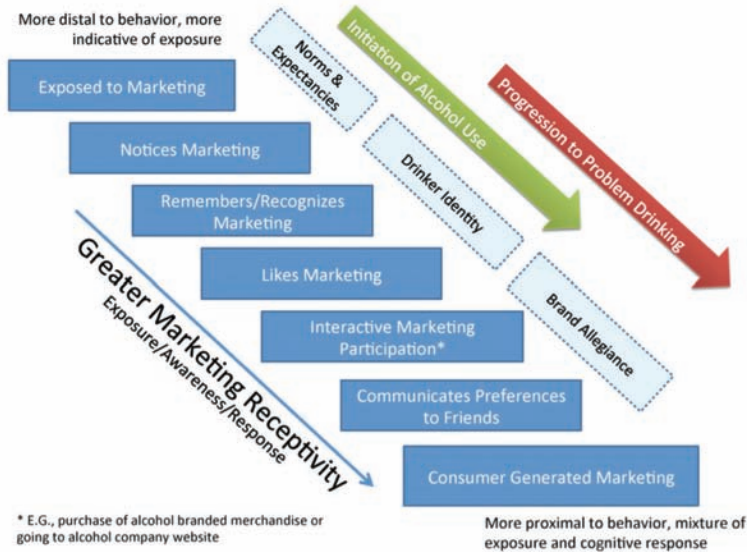 More distal to behavior, more
indicative of exposure
Exposed to Marketing
Notices Marketing
Remembers/Recognizes
Marketing
Likes Marketing
Interactive Marketing
Participation*
Communicates Preferences
to Friends
Consumer Generated Marketing
Greater Marketing Receptivity
Exposure/Awareness/Response
Norms &
Expectancies
Drinker Identity
Brand Allegiance
Initiation of
Alcohol Use
Progression to Problem Drinking
* E.G., purchase of alcohol branded merchandise or
going to alcohol company website
More proximal to behavior, mixture of
exposure and cognitive response